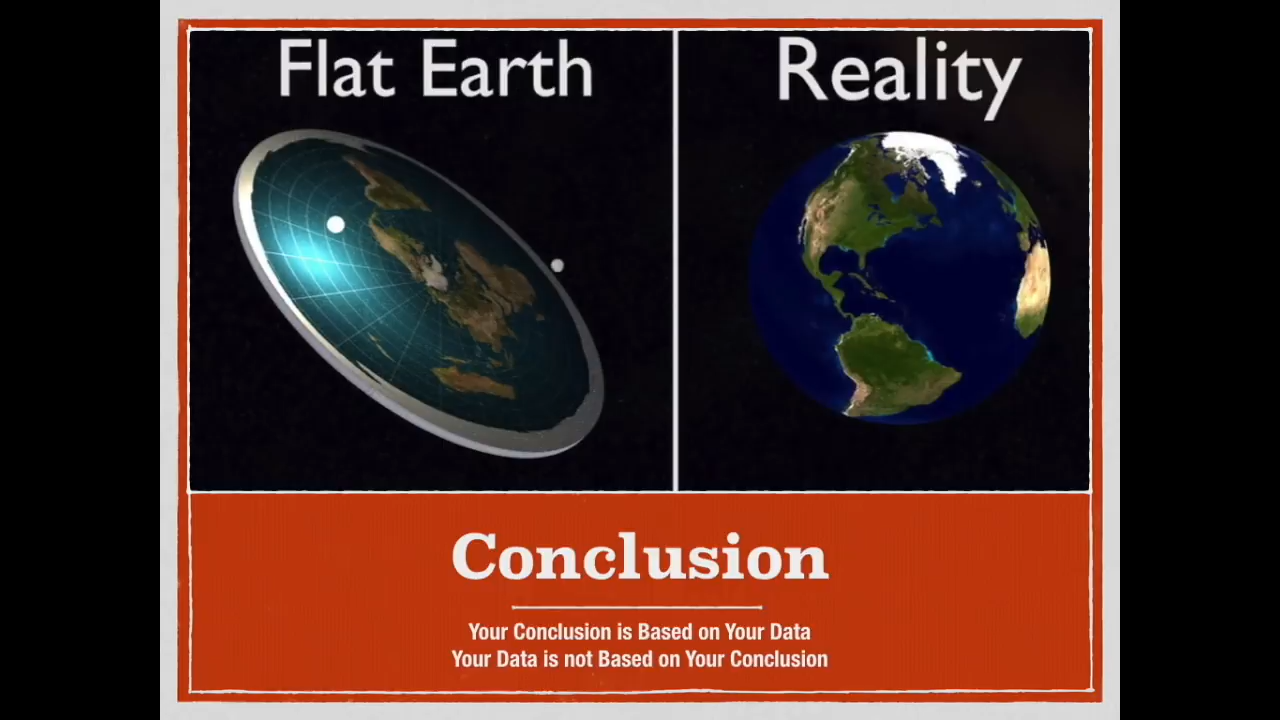 Flat Earth
Reality
Conclusion
Your Conclusion is Based on Your Data
Your Data is not Based on Your Conclusion